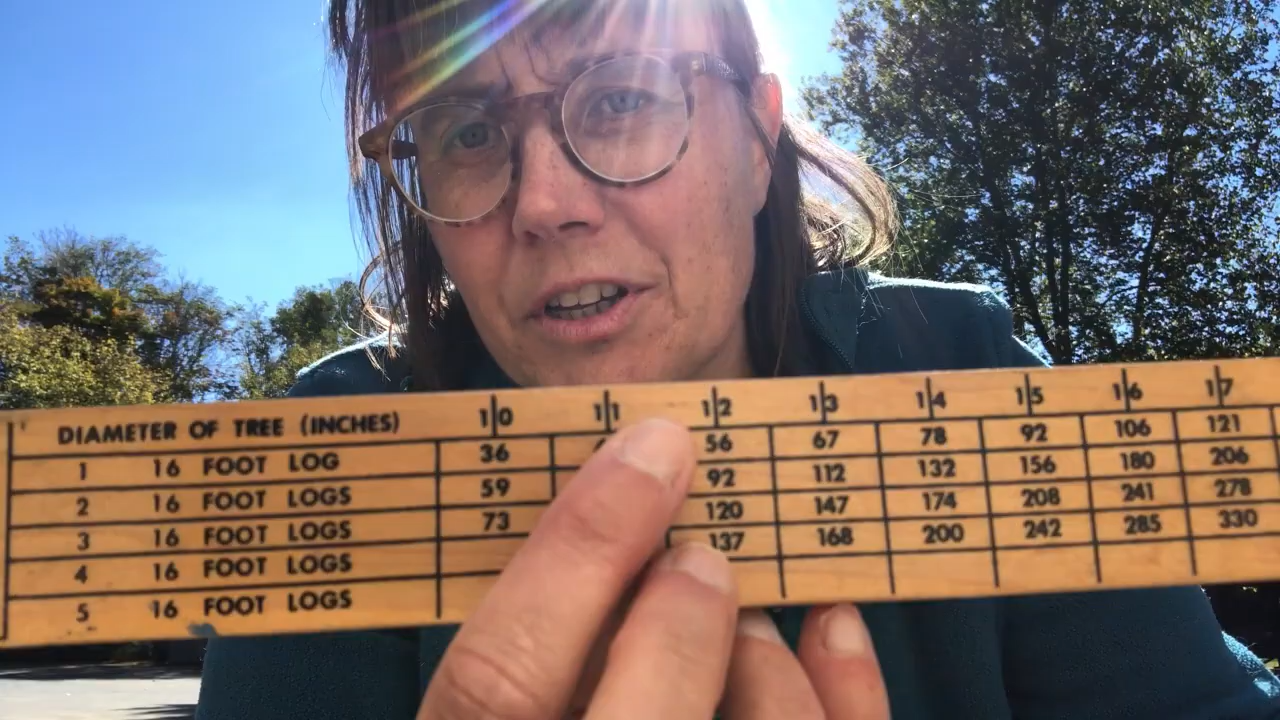 DIAMETER OF TREE (INCHES) 10 11 12 13 14 15 16 17
1 16 FOOT LOG 36 56 67 78 92 106 121
2 16 FOOT LOGS 59 92 112 132 156 180 206
3 16 FOOT LOGS 73 120 147 174 208 241 278
4 16 FOOT LOGS 137 168 200 242 285 330
5 16 FOOT LOGS